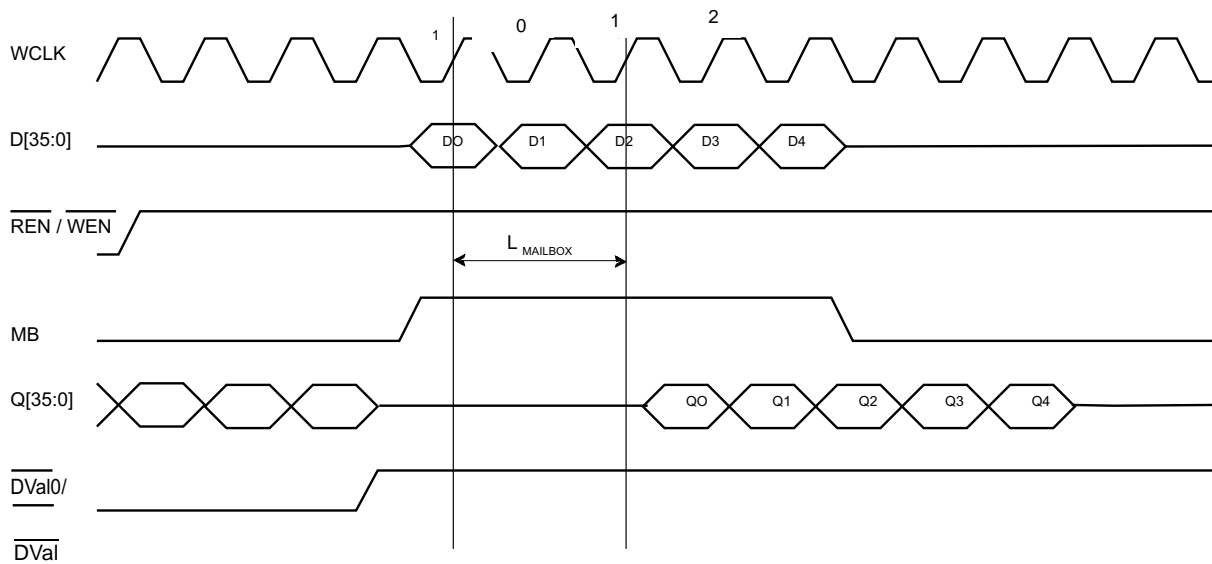 1 0 1 2
WCLK
D[35:0] DO D1 D2 D3 D4
REN / WEN
L MAILBOX
MB
Q[35:0] QO Q1 Q2 Q3 Q4
DVal0/
DVal